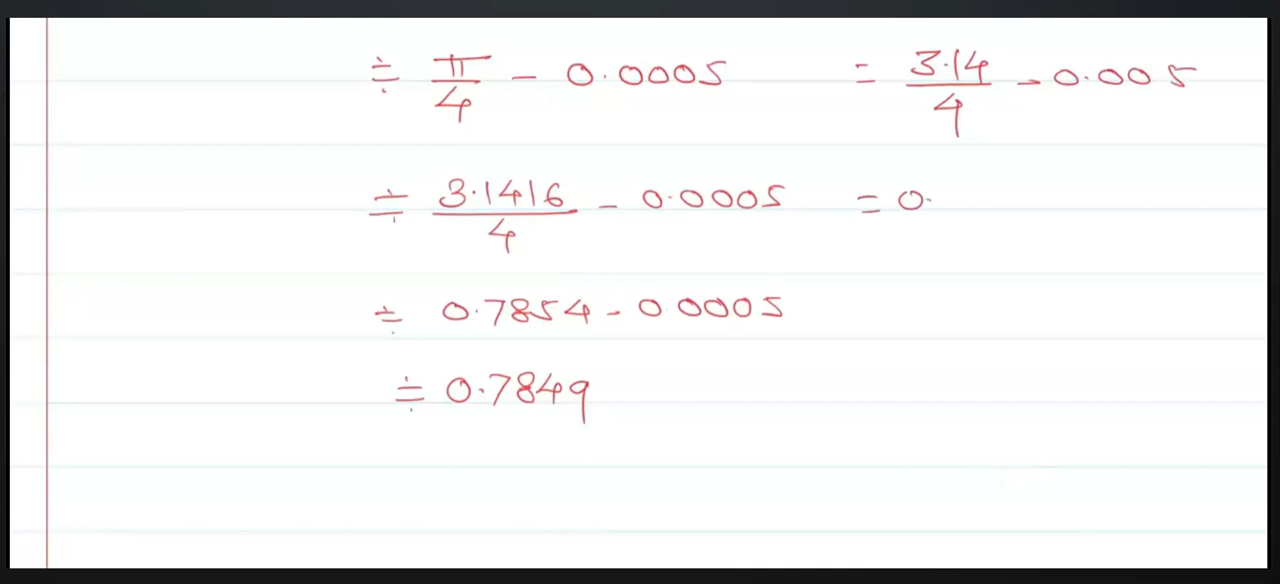 ≑ π/4 - 0.0005 = 3.14/4 - 0.005
≑ 3.1416/4 - 0.0005 = 0.
≑ 0.7854 - 0.0005
≑ 0.7849